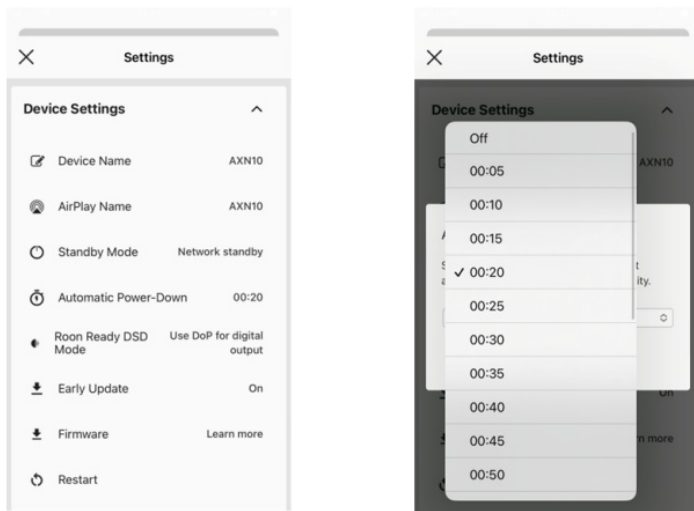 Settings
Device Settings
Device Name AXN10
AirPlay Name AXN10
Standby Mode Network standby
Automatic Power-Down 00:20
Roon Ready DSD Mode Use DoP for digital output
Early Update On
Firmware Learn more
Restart
Settings
Device Settings
AXN10
Off
00:05
00:10
00:15
00:20
ity.
00:25
00:30
00:35
00:40
On
00:45
n more
00:50